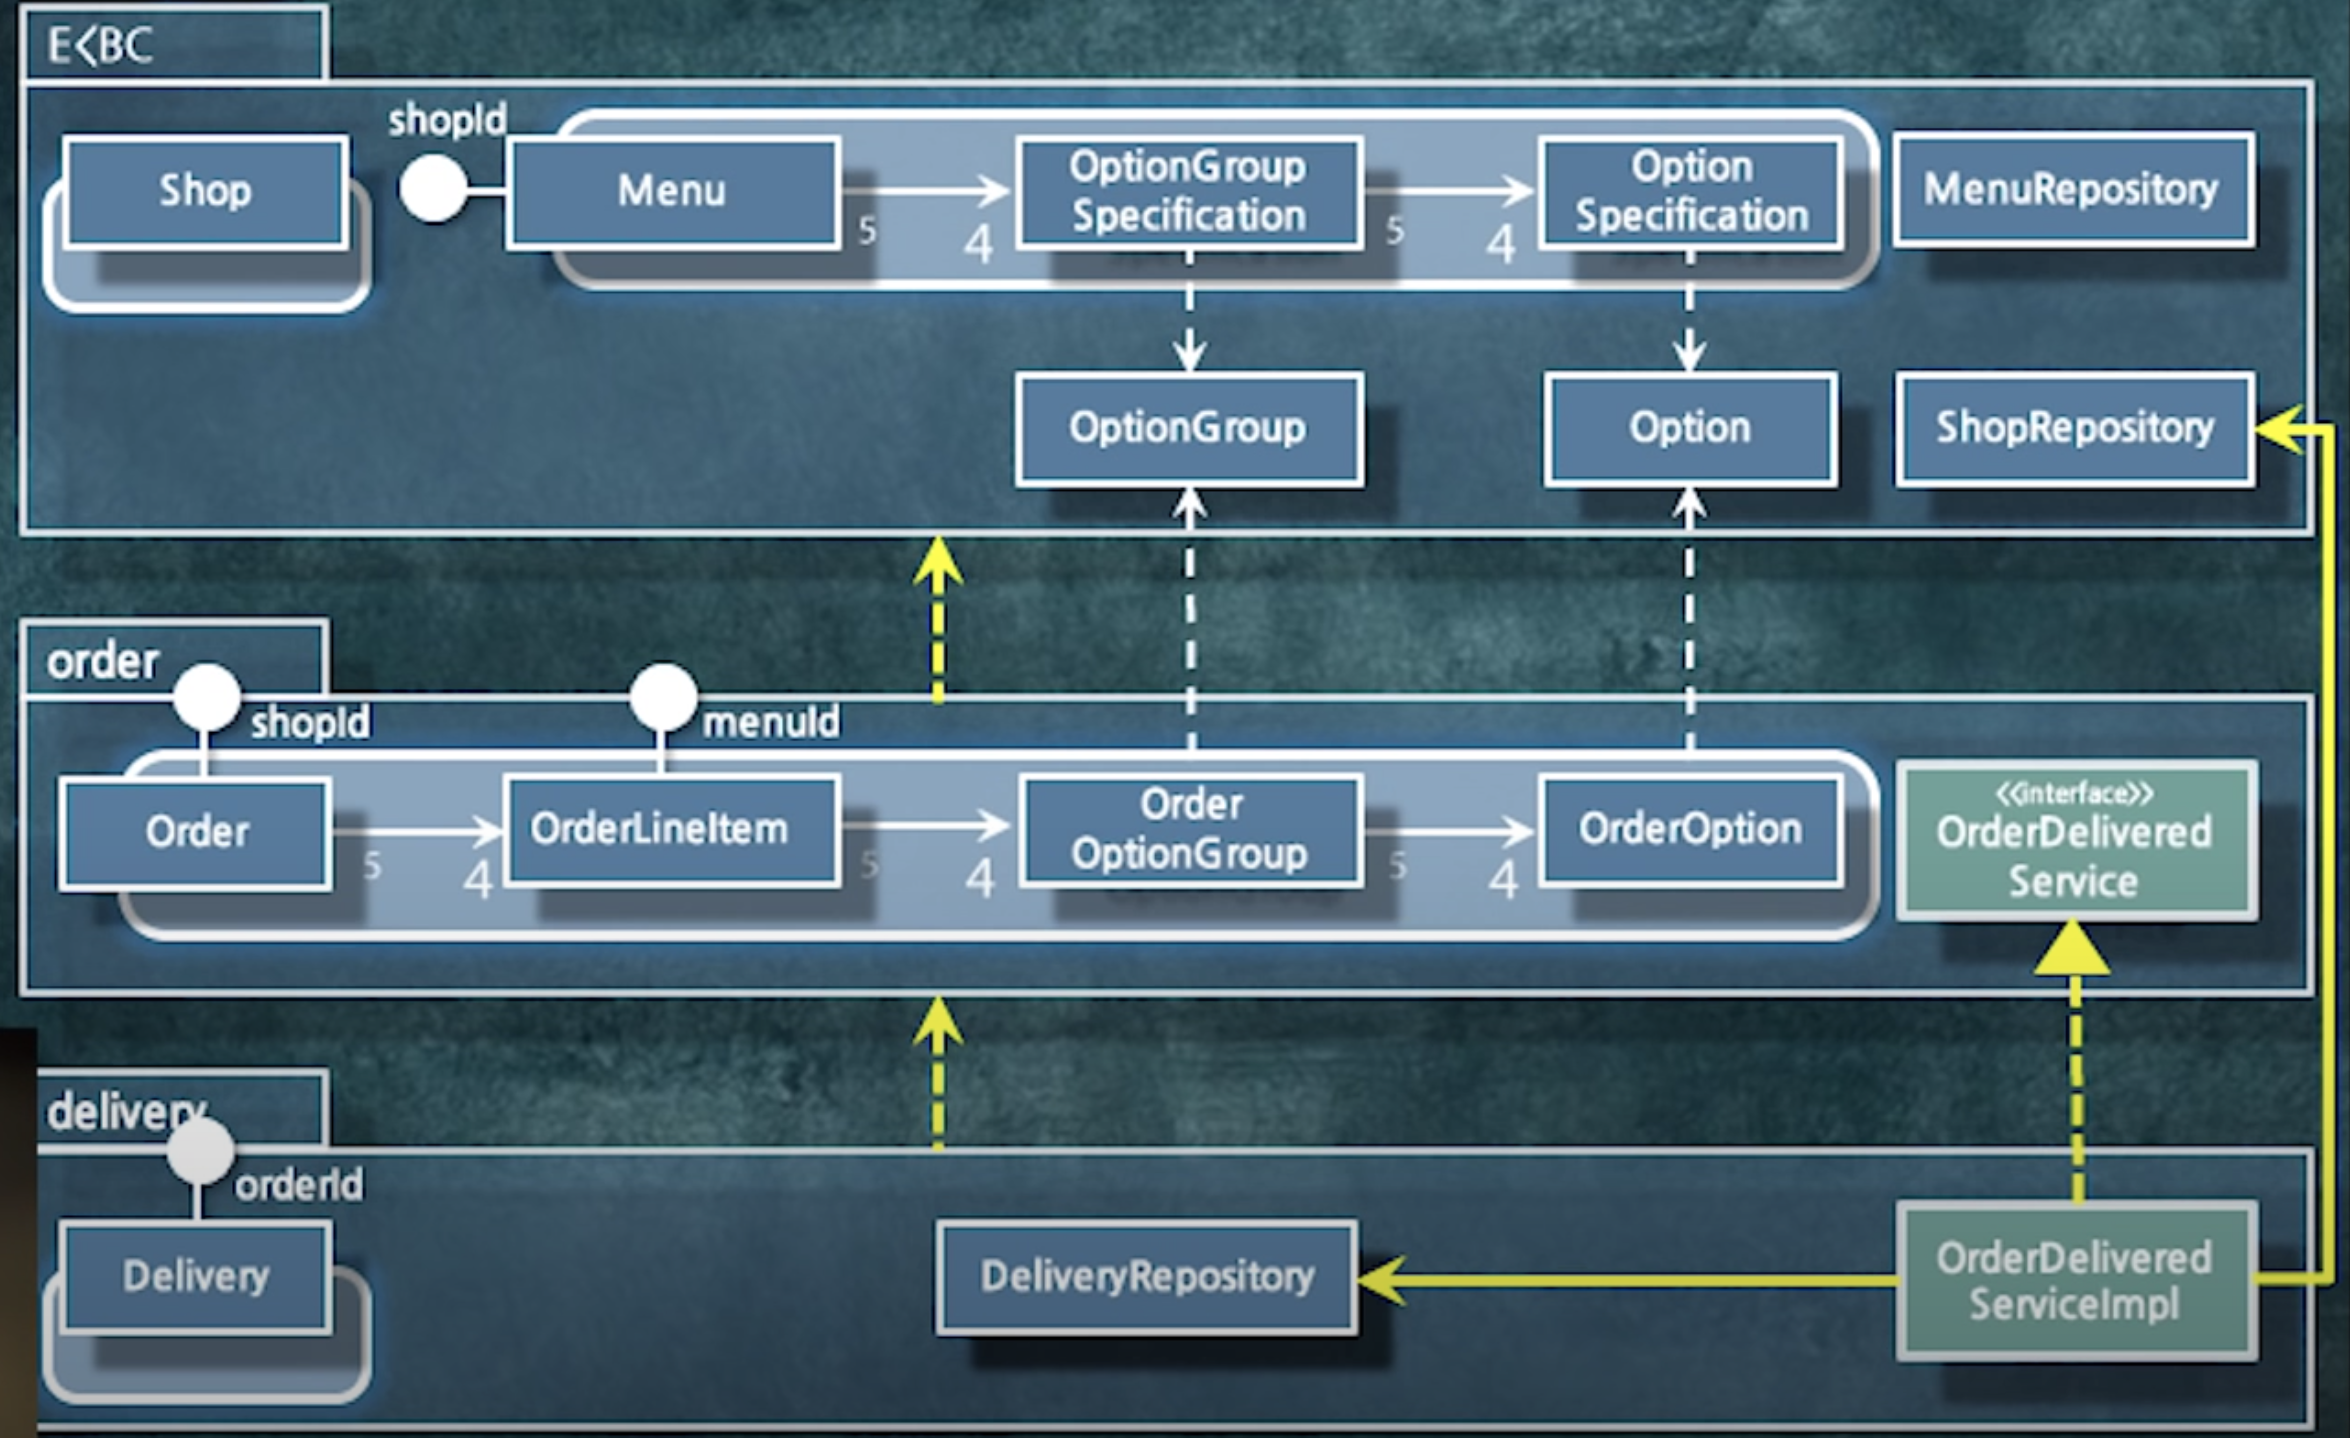 E<BC
shopId
Shop
Menu
OptionGroup
Specification
Option
Specification
MenuRepository
5
4
5
4
OptionGroup
Option
ShopRepository
order
shopId
menuId
Order
OrderLineItem
Order
OptionGroup
OrderOption
<<interface>>
OrderDelivered
Service
5
4
5
4
5
4
delivery
orderId
Delivery
DeliveryRepository
OrderDelivered
ServiceImpl